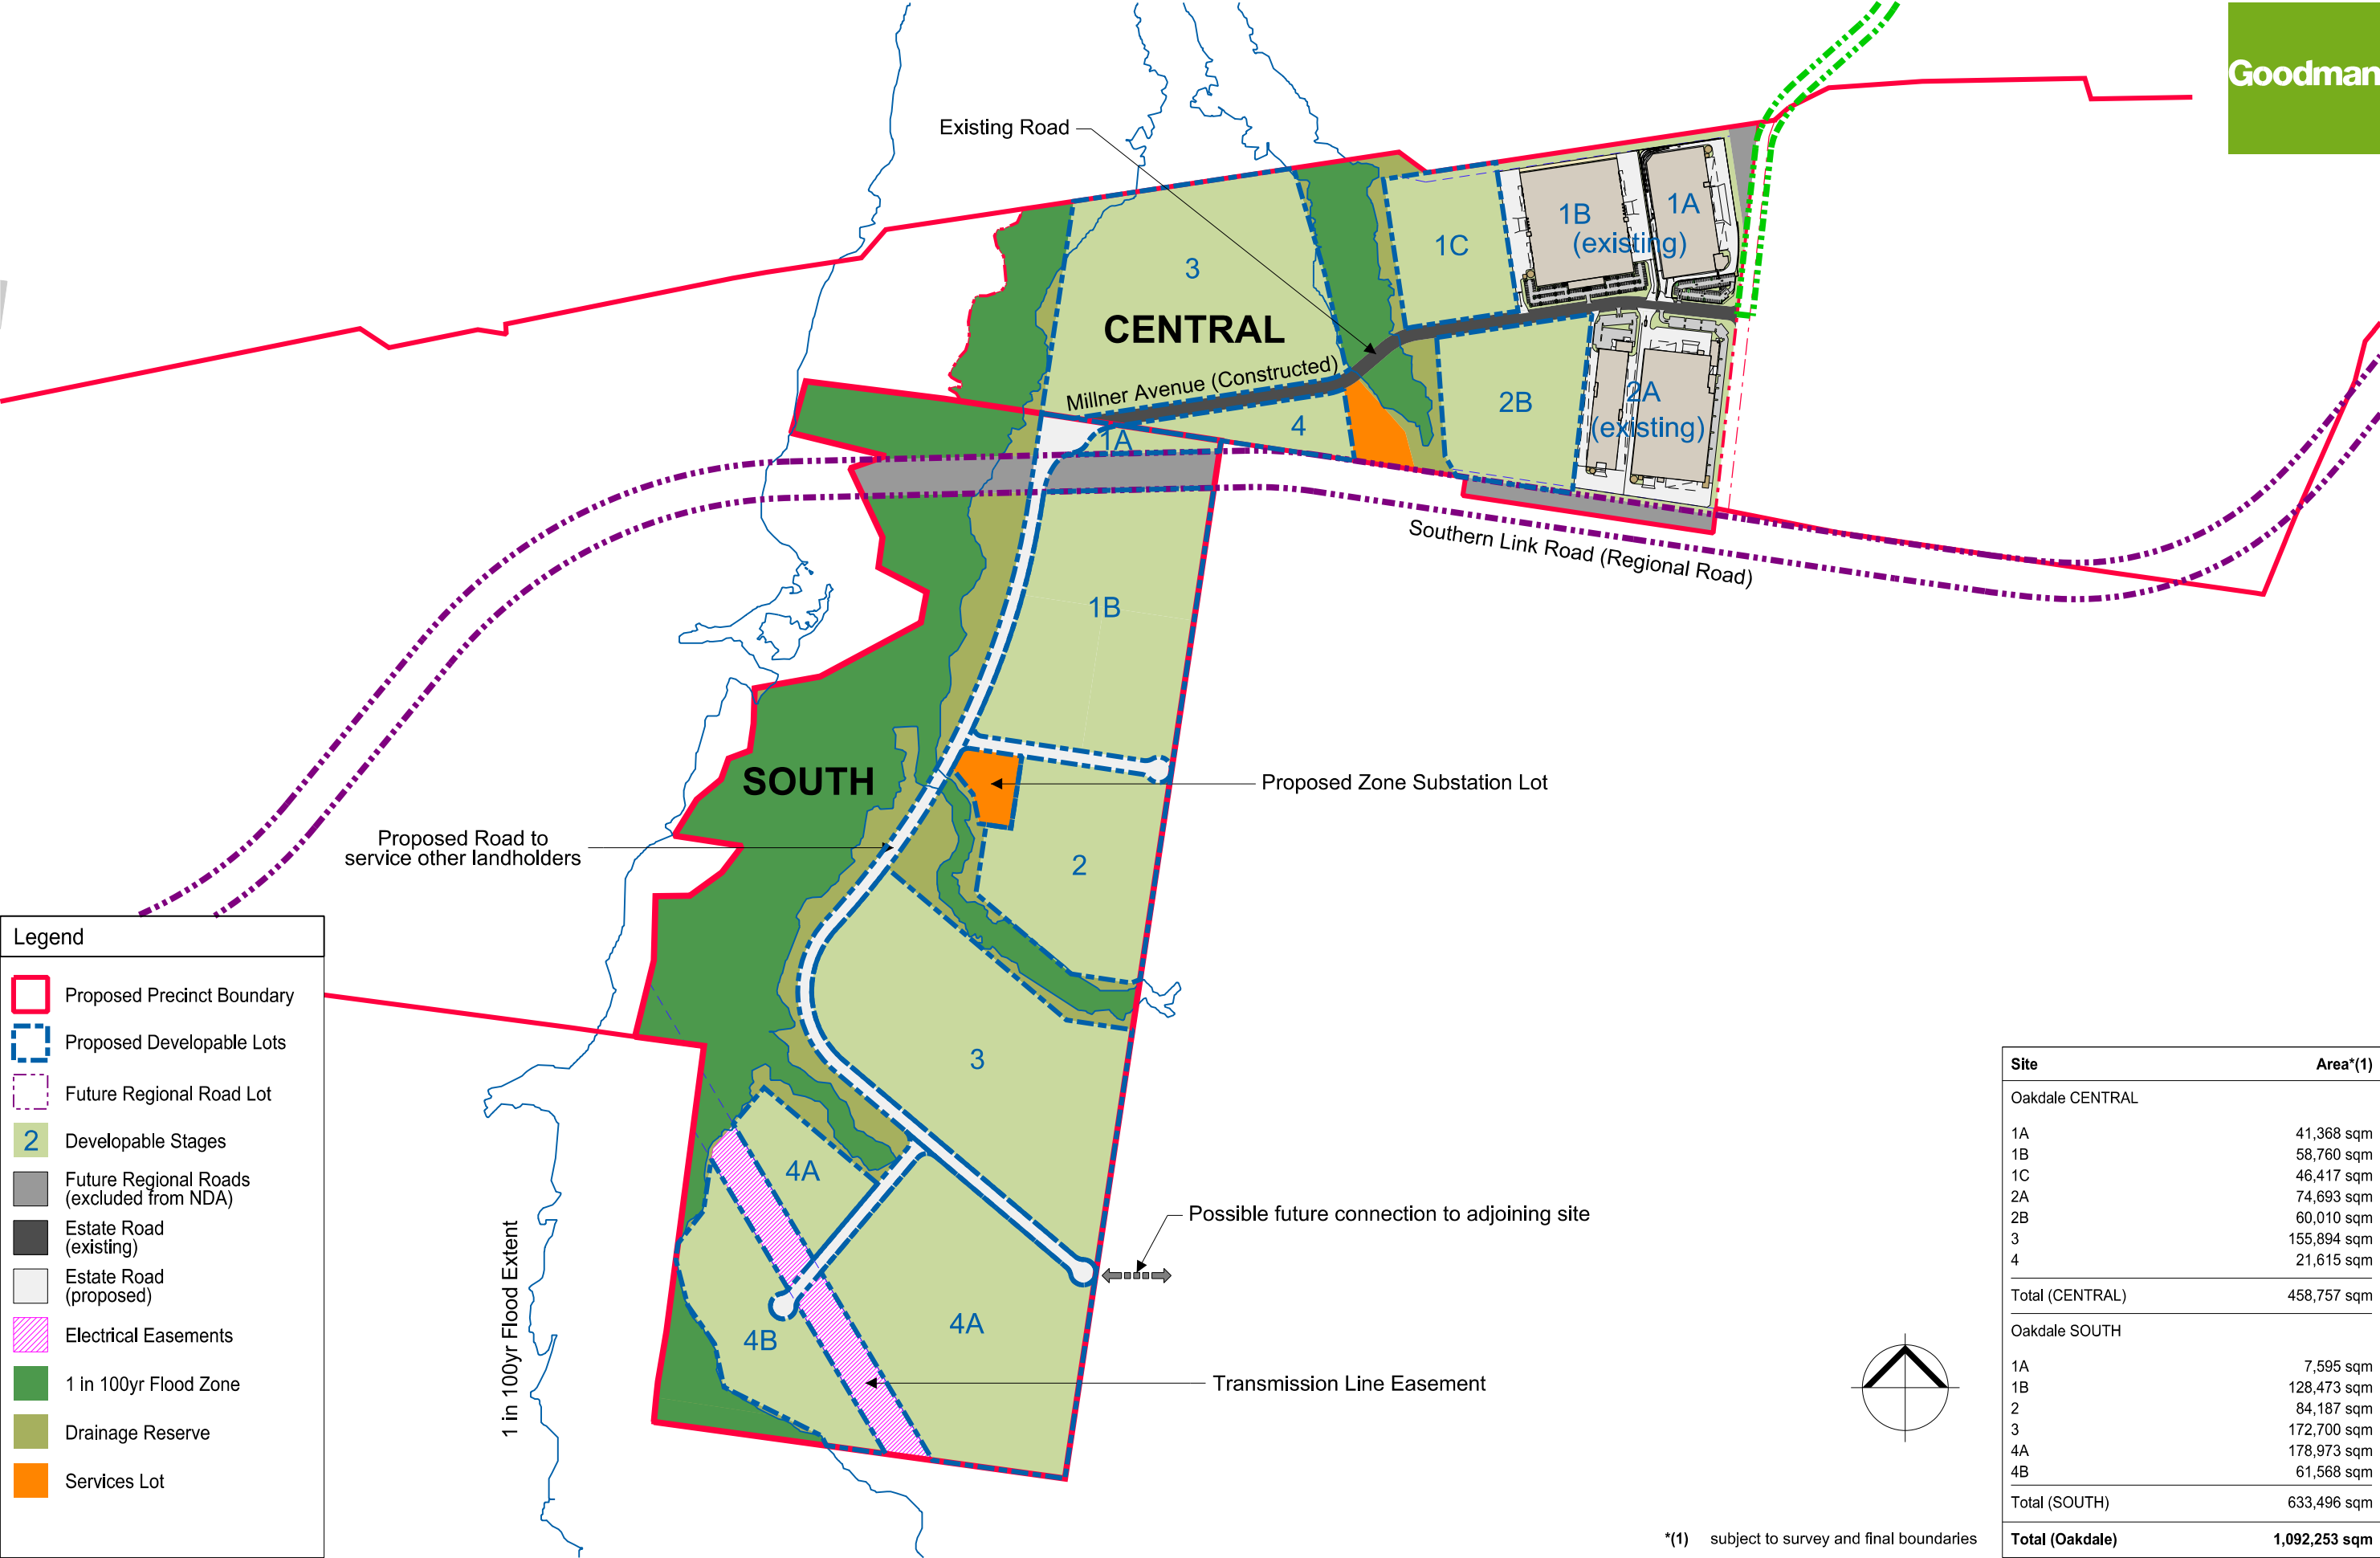 Goodman
Existing Road
1A
1B
(existing)
1C
3
CENTRAL
Millner Avenue (Constructed)
2A
(existing)
2B
4
1A
Southern Link Road (Regional Road)
1B
SOUTH
Proposed Zone Substation Lot
Proposed Road to
service other landholders
2
3
4A
Possible future connection to adjoining site
4A
4B
Transmission Line Easement
1 in 100yr Flood Extent
Legend
Proposed Precinct Boundary
Proposed Developable Lots
Future Regional Road Lot
2 Developable Stages
Future Regional Roads
(excluded from NDA)
Estate Road
(existing)
Estate Road
(proposed)
Electrical Easements
1 in 100yr Flood Zone
Drainage Reserve
Services Lot
Site Area*(1)
Oakdale CENTRAL
1A 41,368 sqm
1B 58,760 sqm
1C 46,417 sqm
2A 74,693 sqm
2B 60,010 sqm
3 155,894 sqm
4 21,615 sqm
Total (CENTRAL) 458,757 sqm
Oakdale SOUTH
1A 7,595 sqm
1B 128,473 sqm
2 84,187 sqm
3 172,700 sqm
4A 178,973 sqm
4B 61,568 sqm
Total (SOUTH) 633,496 sqm
Total (Oakdale) 1,092,253 sqm
*(1) subject to survey and final boundaries